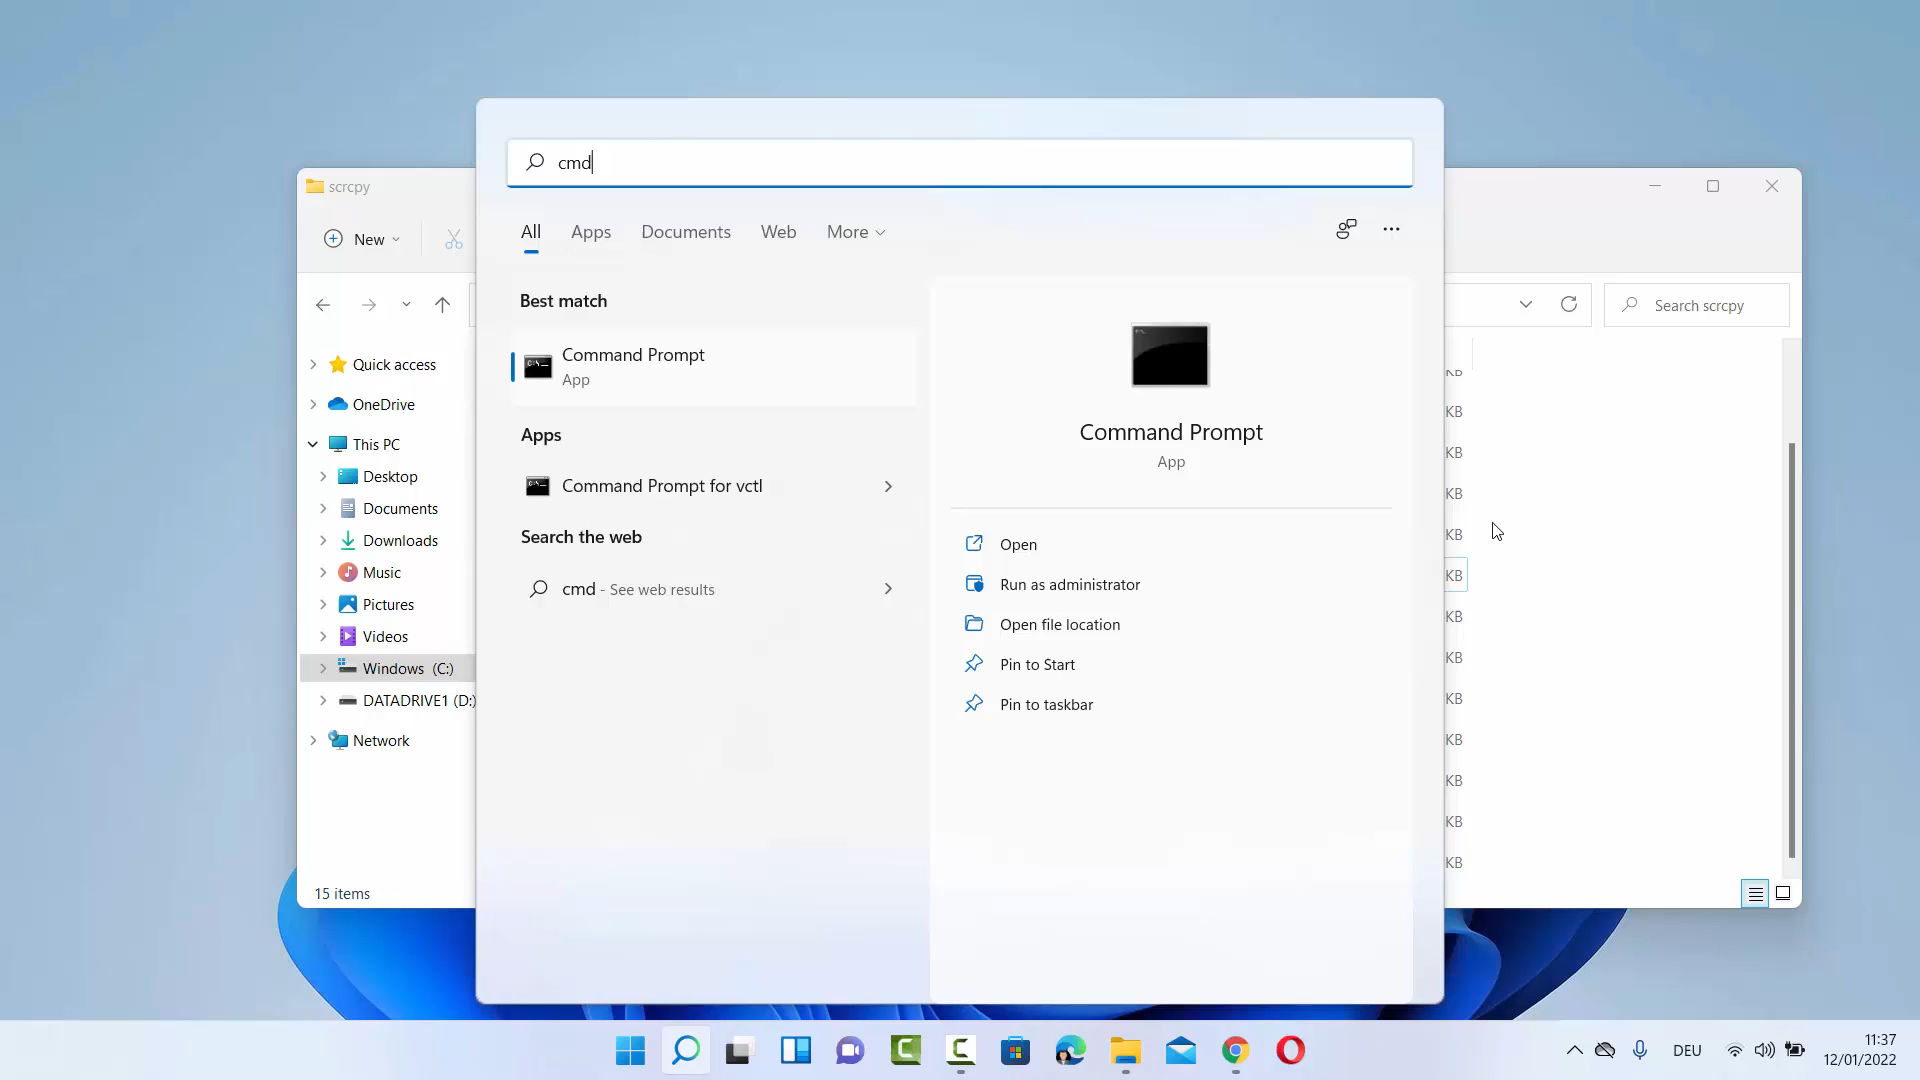 cmd
scrcpy
All Apps Documents Web More
New
Best match
Command Prompt
App
Apps
Command Prompt for vctl
Search the web
cmd - See web results
Command Prompt
App
Open
Run as administrator
Open file location
Pin to Start
Pin to taskbar
Search scrcpy
Quick access
OneDrive
This PC
Desktop
Documents
Downloads
Music
Pictures
Videos
Windows (C:)
DATADRIVE1 (D:)
Network
15 items
KB
KB
KB
KB
KB
KB
KB
KB
KB
KB
KB
KB
KB
DEU
11:37
12/01/2022